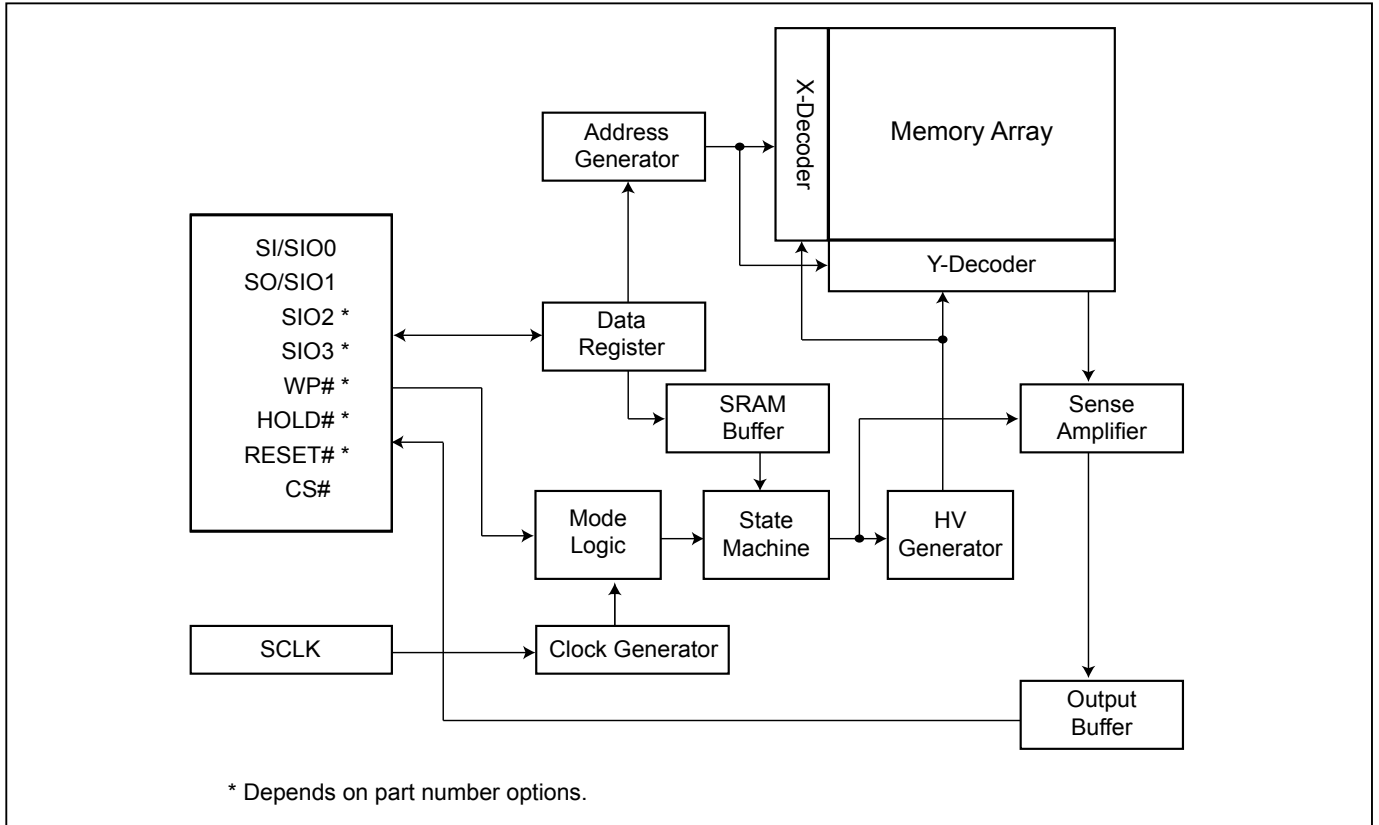 X-Decoder
Memory Array
Address
Generator
Y-Decoder
SI/SIO0
SO/SIO1
SIO2 *
SIO3 *
WP# *
HOLD# *
RESET# *
CS#
Data
Register
SRAM
Buffer
Sense
Amplifier
Mode
Logic
State
Machine
HV
Generator
SCLK
Clock Generator
Output
Buffer
* Depends on part number options.